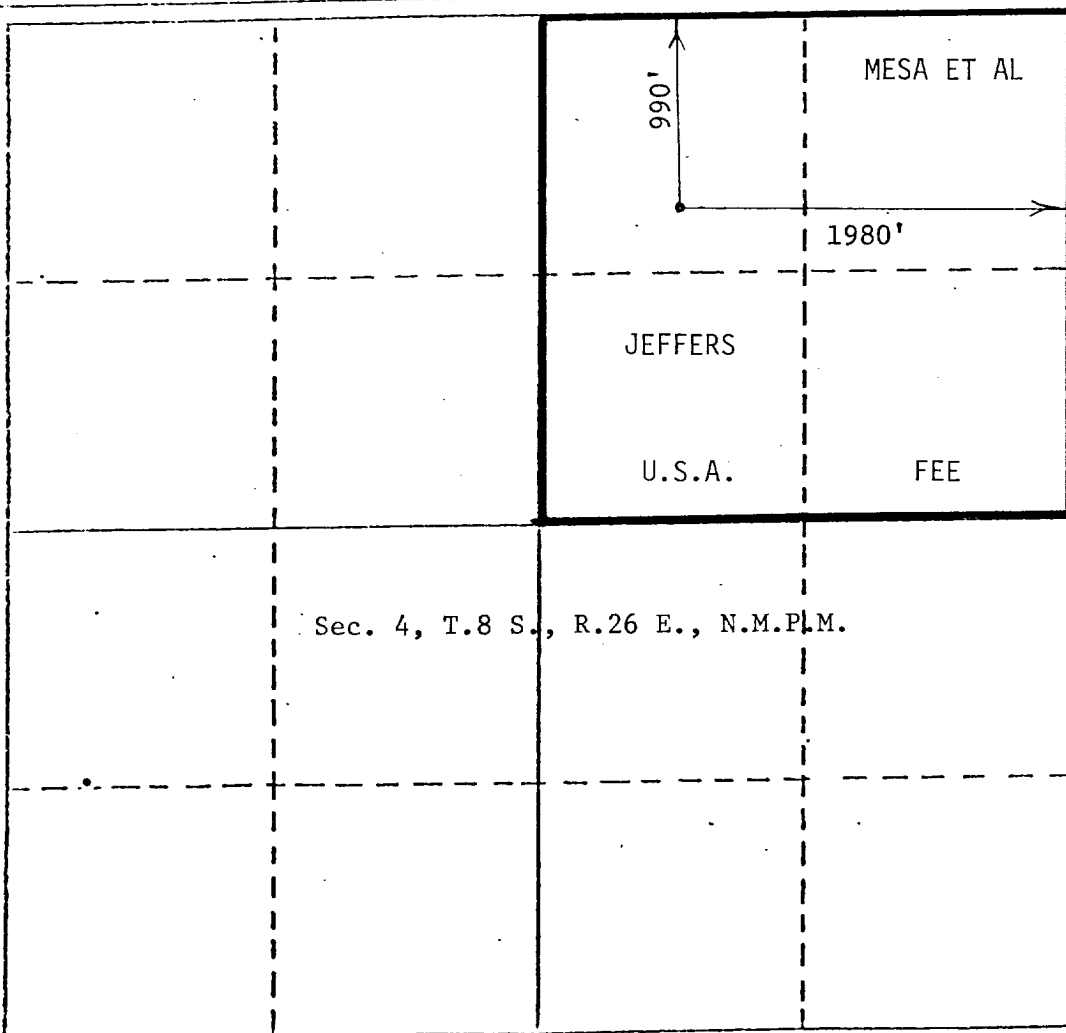 MESA ET AL
990'
1980'
JEFFERS
U.S.A. FEE
Sec. 4, T.8 S., R.26 E., N.M.P.M.